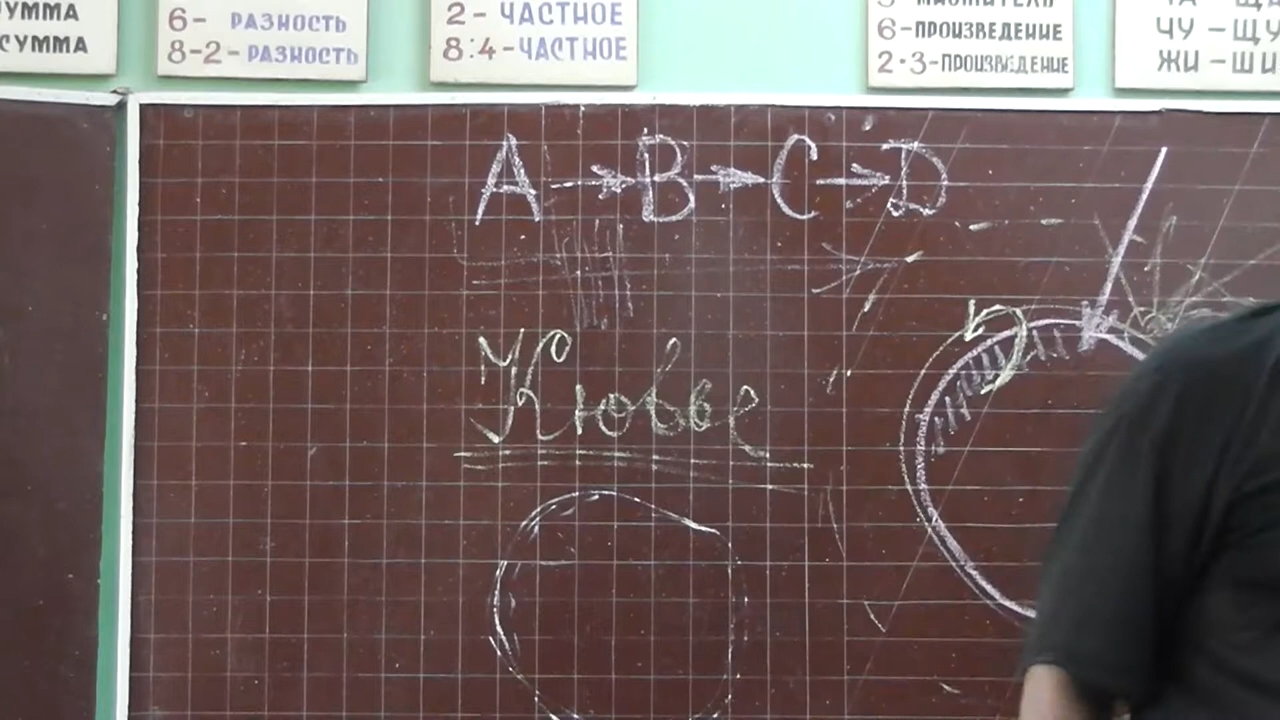 СУММА
СУММА
6- РАЗНОСТЬ
8-2-РАЗНОСТЬ
2- ЧАСТНОЕ
8:4-ЧАСТНОЕ
6-ПРОИЗВЕДЕНИЕ
2·3-ПРОИЗВЕДЕНИЕ
ЧУ - ЩУ
ЖИ - ШИ
A → B → C → D
Кювье